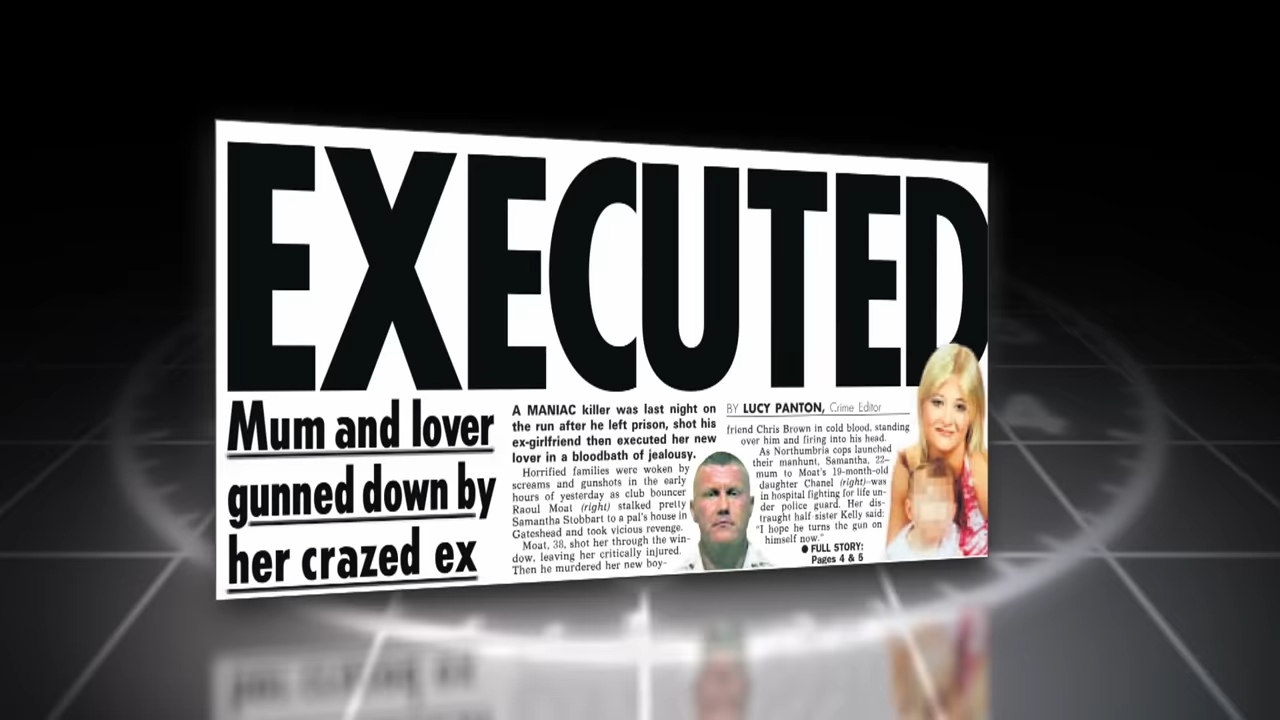 EXECUTED
Mum and lover
gunned down by
her crazed ex
A MANIAC killer was last night on
the run after he left prison, shot his
ex-girlfriend then executed her new
lover in a bloodbath of jealousy.
Horrified families were woken by
screams and gunshots in the early
hours of yesterday as club bouncer
Raoul Moat (right) stalked pretty
Samantha Stobbart to a pal's house in
Gateshead and took vicious revenge.
Moat, 38, shot her through the win-
dow, leaving her critically injured.
Then he murdered her new boy-
BY LUCY PANTON, Crime Editor
friend Chris Brown in cold blood, standing
over him and firing into his head.
As Northumbria cops launched
their manhunt, Samantha, 22–
mum to Moat's 19-month-old
daughter Chanel (right)–was
in hospital fighting for life un-
der police guard. Her dis-
traught half-sister Kelly said:
"I hope he turns the gun on
himself now."
● FULL STORY:
Pages 4 & 5